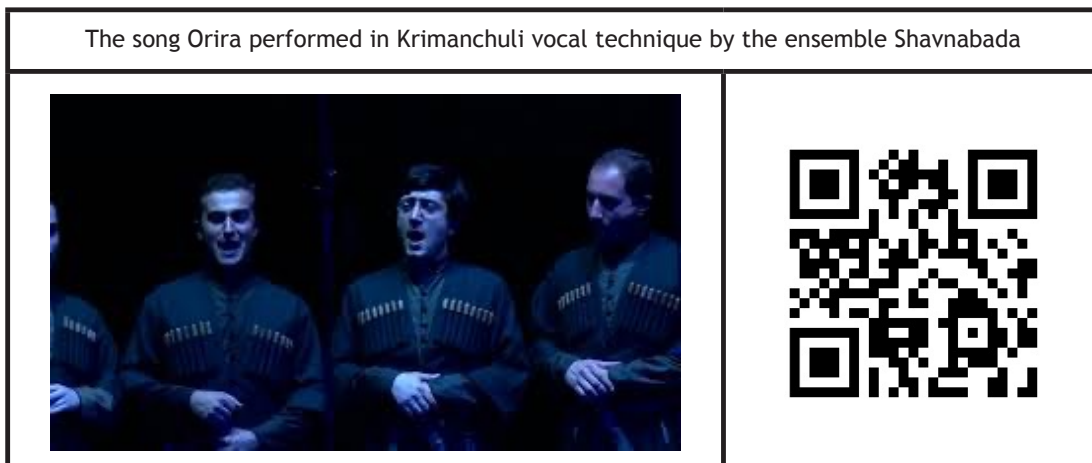 The song Orira performed in Krimanchuli vocal technique by the ensemble Shavnabada